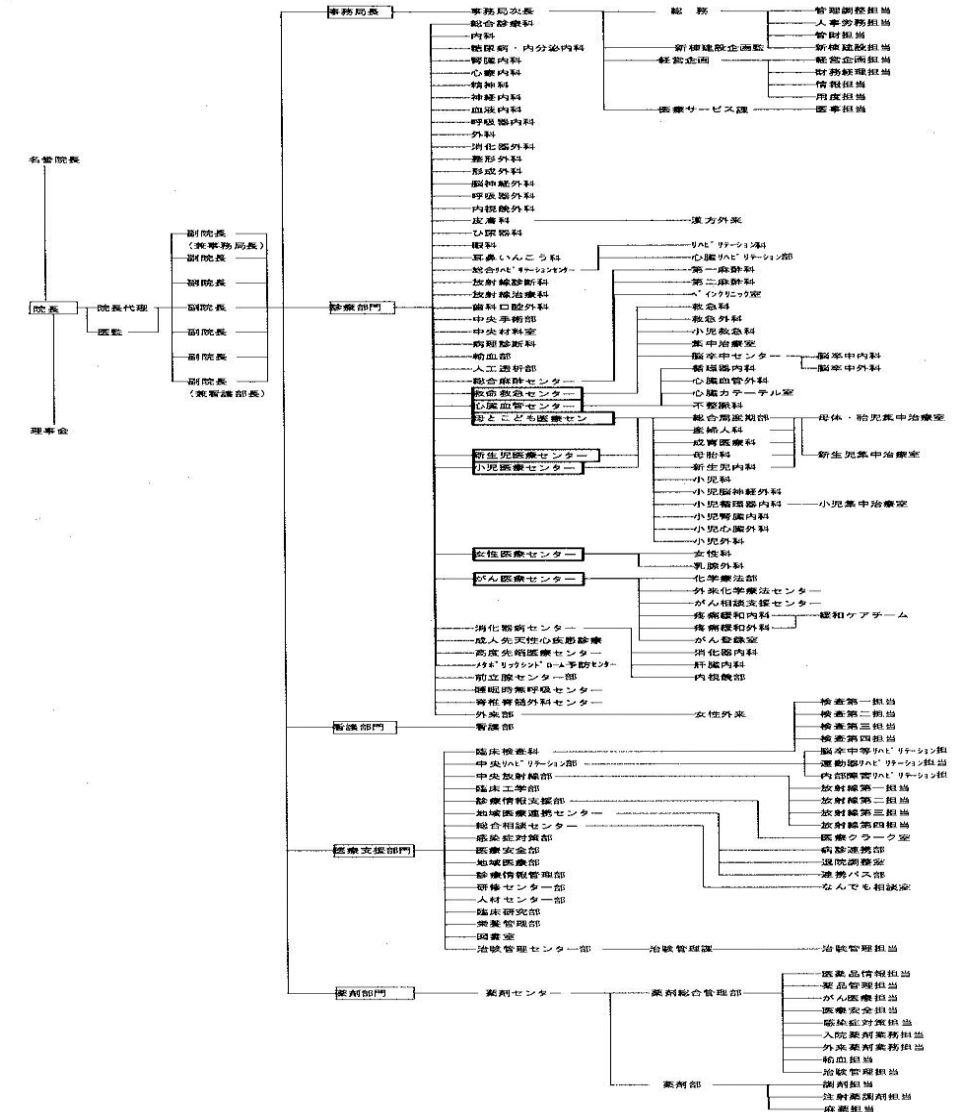 事務局長 事務局次長 総務 管理調整担当
人事労務担当
管財担当
新棟建設企画監 新棟建設担当
経営企画 経営企画担当
財務経理担当
情報担当
用度担当
医療サービス課 医事担当
名誉院長
院長
理事会
院長代理
医監
副院長
(兼事務局長)
副院長
副院長
副院長
副院長
副院長
副院長
(兼看護部長)
診療部門
総合診療科
内科
糖尿病・内分泌内科
腎臓内科
心療内科
精神科
神経内科
血液内科
呼吸器内科
外科
消化器外科
整形外科
形成外科
脳神経外科
呼吸器外科
内視鏡外科
皮膚科 漢方外来
ひ尿器科
眼科
耳鼻いんこう科
総合リハビリテーションセンター
放射線診断科
放射線治療科
歯科口腔外科
中央手術部
中央材料室
病理診断科
輸血部
人工透析部
総合麻酔センター
救命救急センター
心臓血管センター
母とこども医療セン
新生児医療センター
小児医療センター
女性医療センター
がん医療センター
消化器病センター
成人先天性心疾患診療
高度先端医療センター
メタボリックシンドローム予防センター
前立腺センター部
睡眠時無呼吸センター
脊椎脊髄外科センター
外来部 女性外来
リハビリテーション科
心臓リハビリテーション部
第一麻酔科
第二麻酔科
ペインクリニック室
救急科
救急外科
小児救急科
集中治療室
脳卒中センター 脳卒中内科
脳卒中外科
循環器内科
心臓血管外科
心臓カテーテル室
不整脈科
総合周産期部 母体・胎児集中治療室
産婦人科
成育医療科
母胎科 新生児集中治療室
新生児内科
小児科
小児脳神経外科
小児循環器内科 小児集中治療室
小児腎臓内科
小児心臓外科
小児外科
女性科
乳腺外科
化学療法部
外来化学療法センター
がん相談支援センター
疼痛緩和内科 緩和ケアチーム
疼痛緩和外科
がん登録室
消化器内科
肝臓内科
内視鏡部
看護部門 看護部
医療支援部門
臨床検査科
中央リハビリテーション部
中央放射線部
臨床工学部
診療情報支援部
地域医療連携センター
総合相談センター
感染症対策部
医療安全部
地域医療部
診療情報管理部
研修センター部
人材センター部
臨床研究部
栄養管理部
図書室
治験管理センター部 治験管理課 治験管理担当
検査第一担当
検査第二担当
検査第三担当
検査第四担当
脳卒中等リハビリテーション担
運動器リハビリテーション担当
内部障害リハビリテーション担
放射線第一担当
放射線第二担当
放射線第三担当
放射線第四担当
医療クラーク室
病診連携部
退院調整室
連携パス部
なんでも相談室
薬剤部門 薬剤センター 薬剤総合管理部
医薬品情報担当
薬品管理担当
がん医療担当
医療安全担当
感染症対策担当
入院薬剤業務担当
外来薬剤業務担当
輸血担当
治験管理担当
薬剤部 調剤担当
注射薬調剤担当
麻薬担当